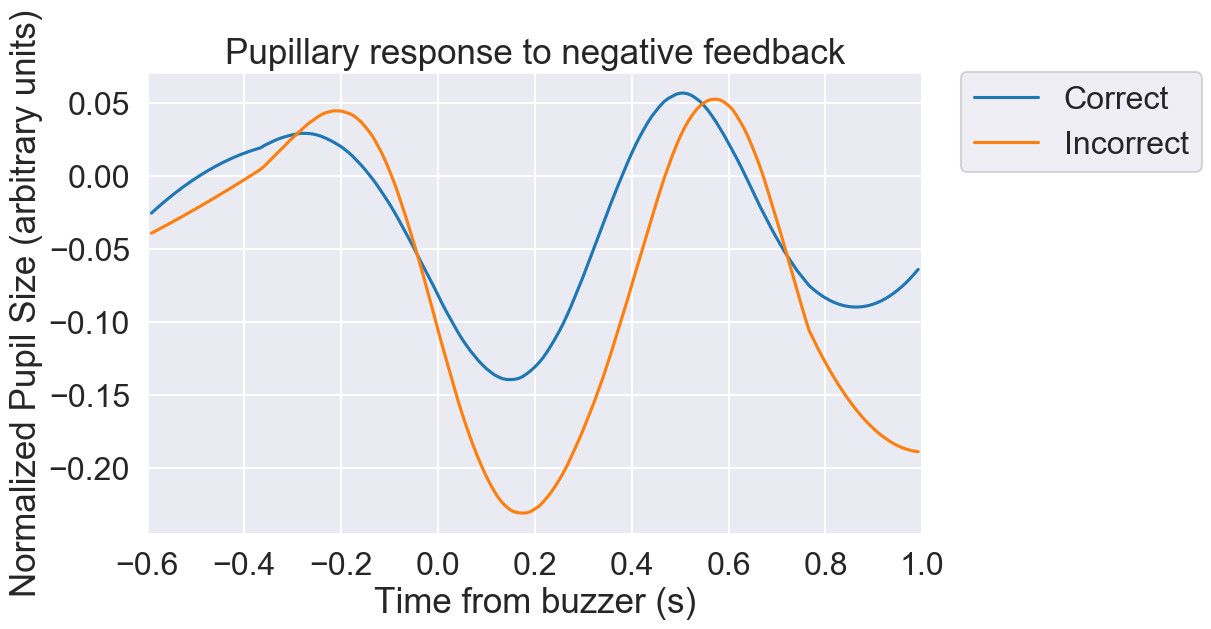 Pupillary response to negative feedback
Normalized Pupil Size (arbitrary units)
0.05
0.00
−0.05
−0.10
−0.15
−0.20
−0.6 −0.4 −0.2 0.0 0.2 0.4 0.6 0.8 1.0
Time from buzzer (s)
Correct
Incorrect